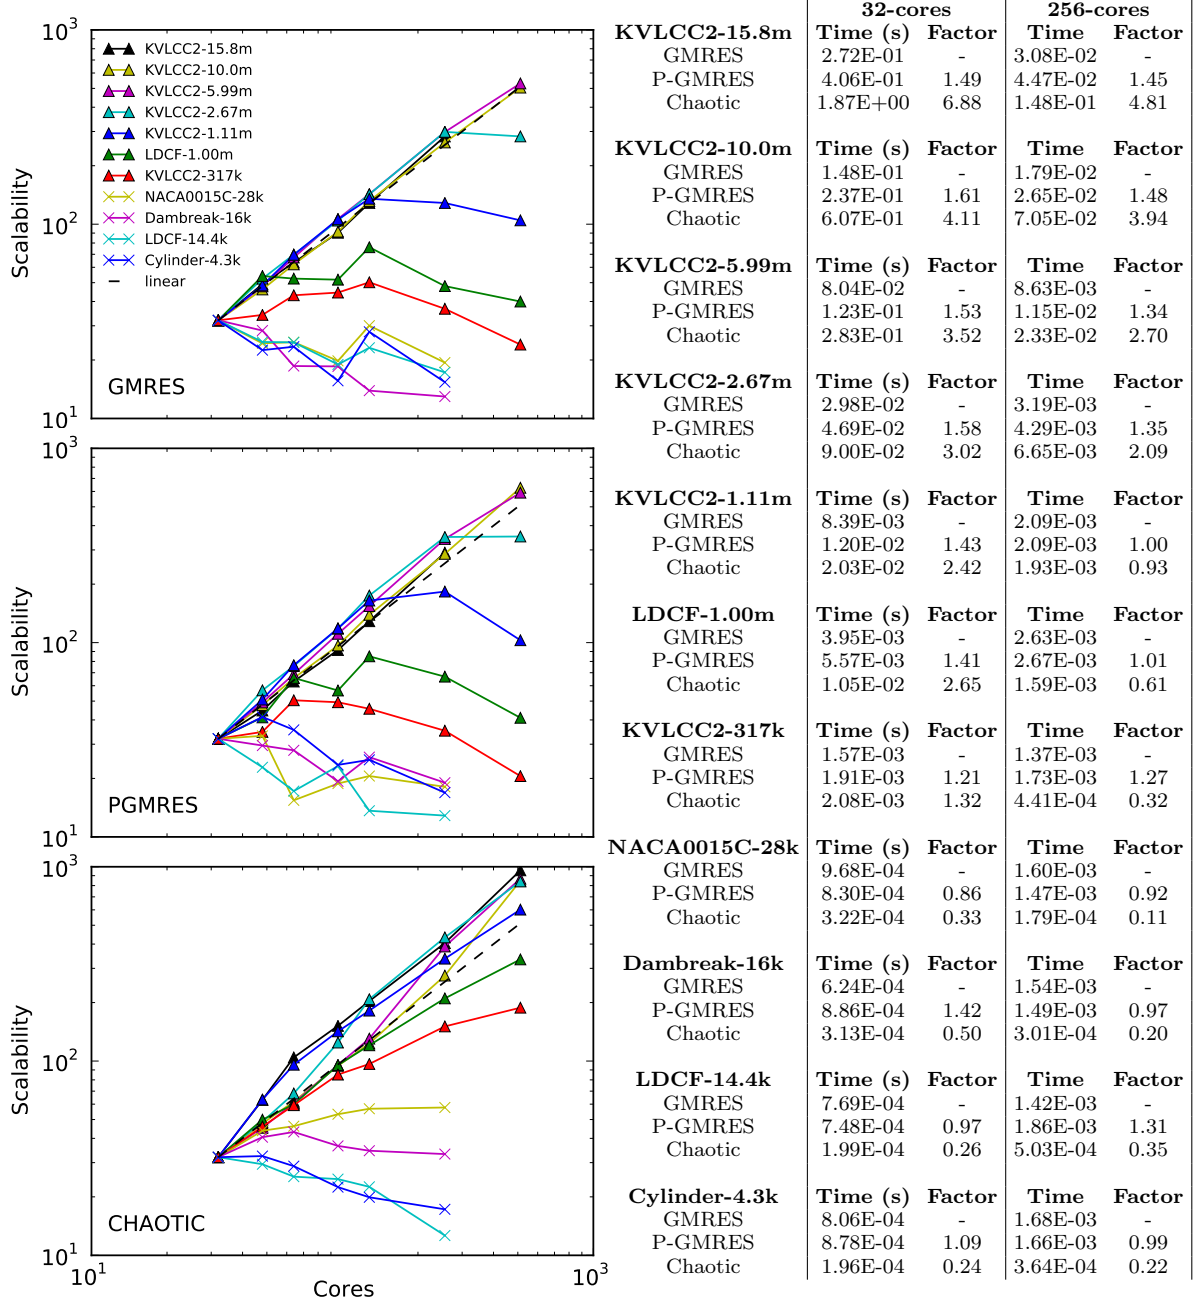 10³
KVLCC2-15.8m
KVLCC2-10.0m
KVLCC2-5.99m
KVLCC2-2.67m
KVLCC2-1.11m
LDCF-1.00m
KVLCC2-317k
NACA0015C-28k
Dambreak-16k
LDCF-14.4k
Cylinder-4.3k
linear
10²
Scalability
GMRES
10¹
10³
10²
Scalability
PGMRES
10¹
10³
10²
Scalability
CHAOTIC
10¹
10¹ 10³
Cores
32-cores 256-cores
KVLCC2-15.8m Time (s) Factor Time Factor
GMRES 2.72E-01 - 3.08E-02 -
P-GMRES 4.06E-01 1.49 4.47E-02 1.45
Chaotic 1.87E+00 6.88 1.48E-01 4.81
KVLCC2-10.0m Time (s) Factor Time Factor
GMRES 1.48E-01 - 1.79E-02 -
P-GMRES 2.37E-01 1.61 2.65E-02 1.48
Chaotic 6.07E-01 4.11 7.05E-02 3.94
KVLCC2-5.99m Time (s) Factor Time Factor
GMRES 8.04E-02 - 8.63E-03 -
P-GMRES 1.23E-01 1.53 1.15E-02 1.34
Chaotic 2.83E-01 3.52 2.33E-02 2.70
KVLCC2-2.67m Time (s) Factor Time Factor
GMRES 2.98E-02 - 3.19E-03 -
P-GMRES 4.69E-02 1.58 4.29E-03 1.35
Chaotic 9.00E-02 3.02 6.65E-03 2.09
KVLCC2-1.11m Time (s) Factor Time Factor
GMRES 8.39E-03 - 2.09E-03 -
P-GMRES 1.20E-02 1.43 2.09E-03 1.00
Chaotic 2.03E-02 2.42 1.93E-03 0.93
LDCF-1.00m Time (s) Factor Time Factor
GMRES 3.95E-03 - 2.63E-03 -
P-GMRES 5.57E-03 1.41 2.67E-03 1.01
Chaotic 1.05E-02 2.65 1.59E-03 0.61
KVLCC2-317k Time (s) Factor Time Factor
GMRES 1.57E-03 - 1.37E-03 -
P-GMRES 1.91E-03 1.21 1.73E-03 1.27
Chaotic 2.08E-03 1.32 4.41E-04 0.32
NACA0015C-28k Time (s) Factor Time Factor
GMRES 9.68E-04 - 1.60E-03 -
P-GMRES 8.30E-04 0.86 1.47E-03 0.92
Chaotic 3.22E-04 0.33 1.79E-04 0.11
Dambreak-16k Time (s) Factor Time Factor
GMRES 6.24E-04 - 1.54E-03 -
P-GMRES 8.86E-04 1.42 1.49E-03 0.97
Chaotic 3.13E-04 0.50 3.01E-04 0.20
LDCF-14.4k Time (s) Factor Time Factor
GMRES 7.69E-04 - 1.42E-03 -
P-GMRES 7.48E-04 0.97 1.86E-03 1.31
Chaotic 1.99E-04 0.26 5.03E-04 0.35
Cylinder-4.3k Time (s) Factor Time Factor
GMRES 8.06E-04 - 1.68E-03 -
P-GMRES 8.78E-04 1.09 1.66E-03 0.99
Chaotic 1.96E-04 0.24 3.64E-04 0.22